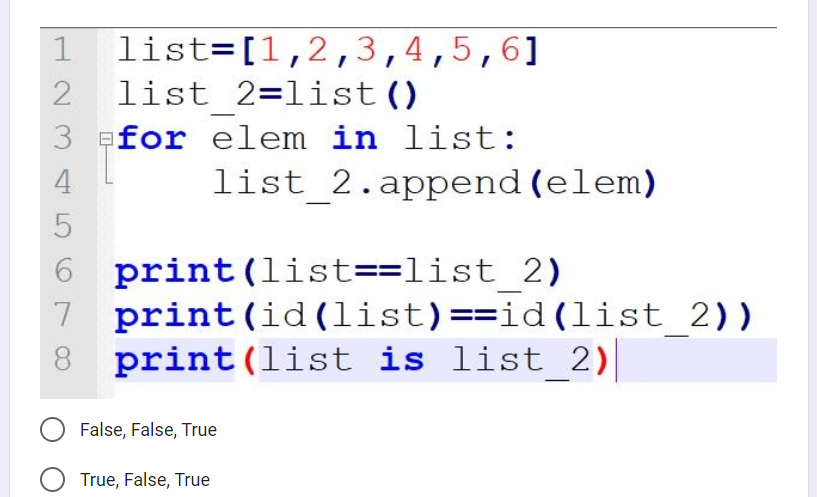 1 list=[1,2,3,4,5,6]
2 list_2=list()
3 for elem in list:
4 list_2.append(elem)
5
6 print(list==list_2)
7 print(id(list)==id(list_2))
8 print(list is list_2)
False, False, True
True, False, True